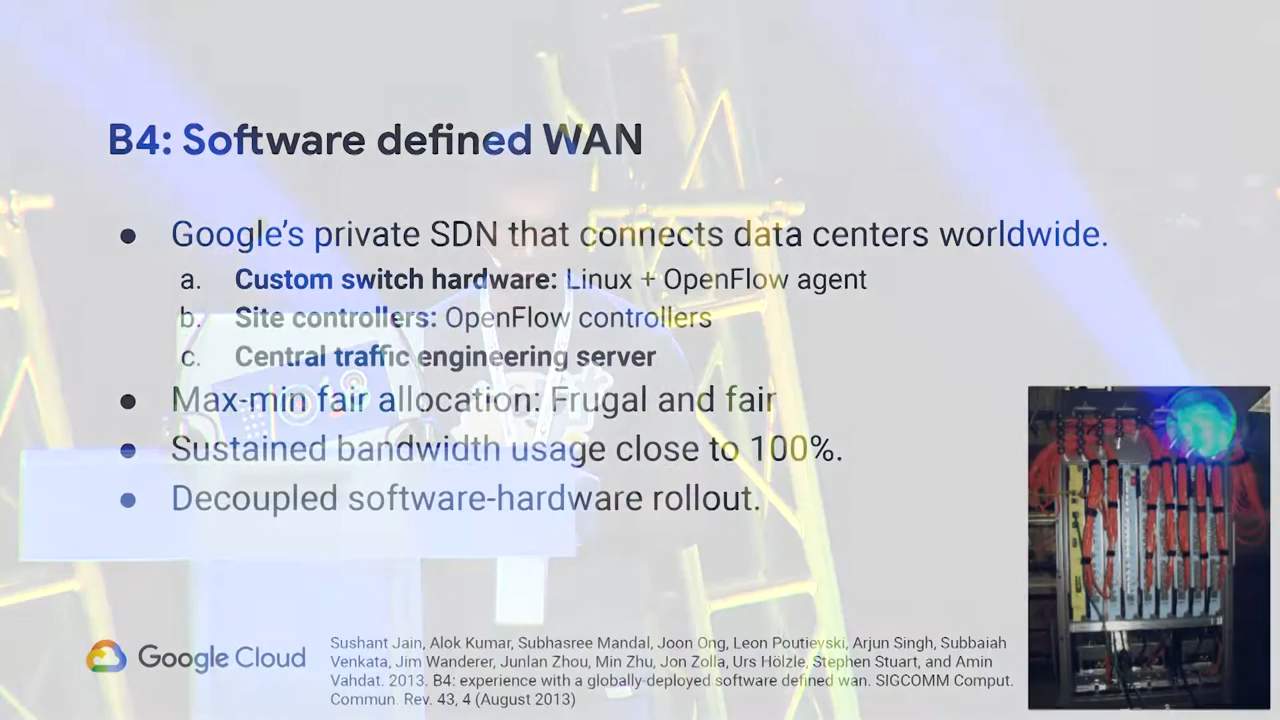 B4: Software defined WAN
● Google’s private SDN that connects data centers worldwide.
a. Custom switch hardware: Linux + OpenFlow agent
b. Site controllers: OpenFlow controllers
c. Central traffic engineering server
● Max-min fair allocation: Frugal and fair
● Sustained bandwidth usage close to 100%.
● Decoupled software-hardware rollout.
Google Cloud
Sushant Jain, Alok Kumar, Subhasree Mandal, Joon Ong, Leon Poutievski, Arjun Singh, Subbaiah
Venkata, Jim Wanderer, Junlan Zhou, Min Zhu, Jon Zolla, Urs Hölzle, Stephen Stuart, and Amin
Vahdat. 2013. B4: experience with a globally-deployed software defined wan. SIGCOMM Comput.
Commun. Rev. 43, 4 (August 2013)